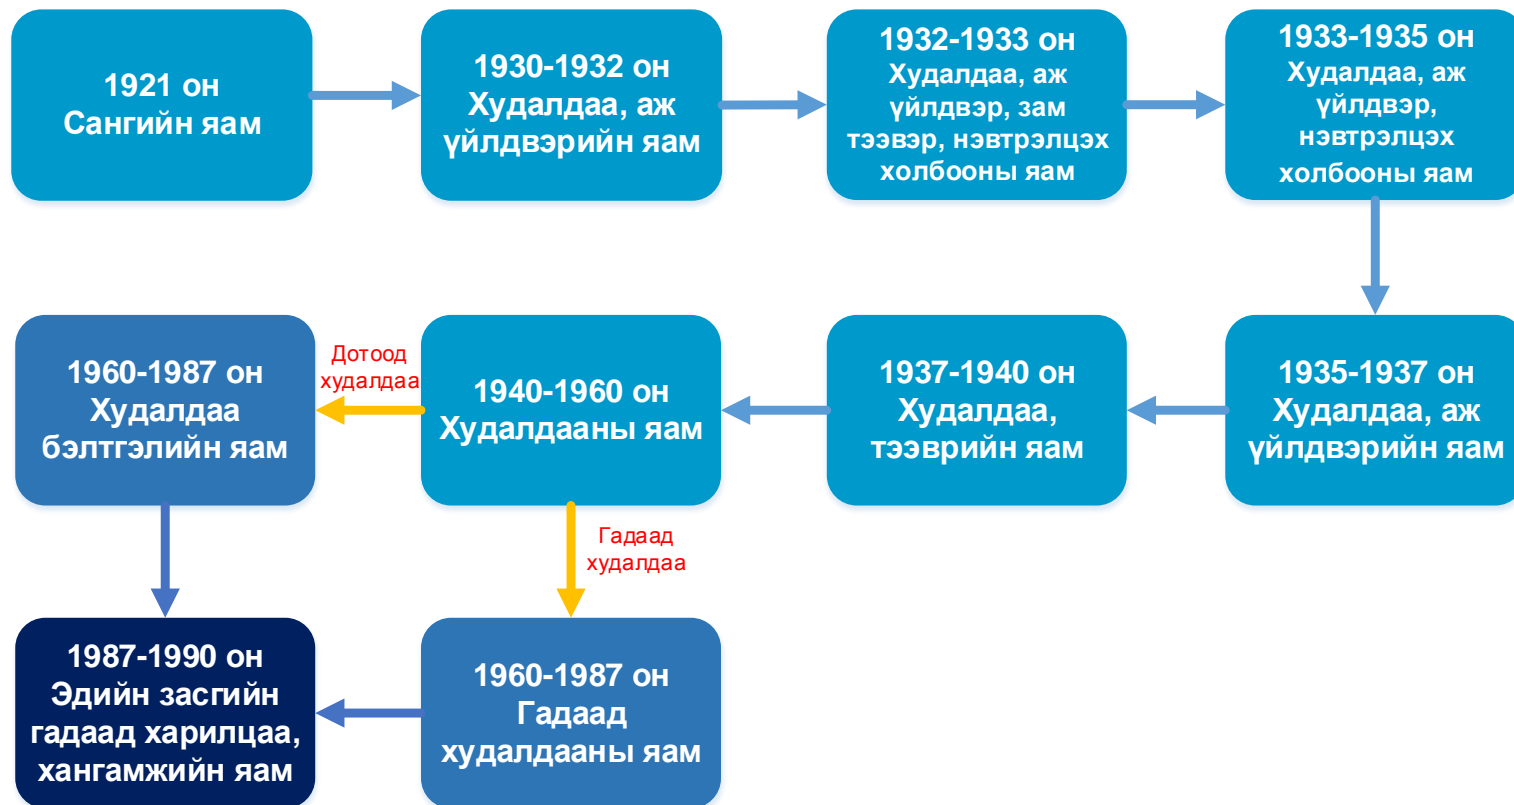 1921 он
Сангийн яам
1930-1932 он
Худалдаа, аж
үйлдвэрийн яам
1932-1933 он
Худалдаа, аж
үйлдвэр, зам
тээвэр, нэвтрэлцэх
холбооны яам
1933-1935 он
Худалдаа, аж
үйлдвэр,
нэвтрэлцэх
холбооны яам
1935-1937 он
Худалдаа, аж
үйлдвэрийн яам
1937-1940 он
Худалдаа,
тээврийн яам
1940-1960 он
Худалдааны яам
Дотоод
худалдаа
1960-1987 он
Худалдаа
бэлтгэлийн яам
Гадаад
худалдаа
1960-1987 он
Гадаад
худалдааны яам
1987-1990 он
Эдийн засгийн
гадаад харилцаа,
хангамжийн яам